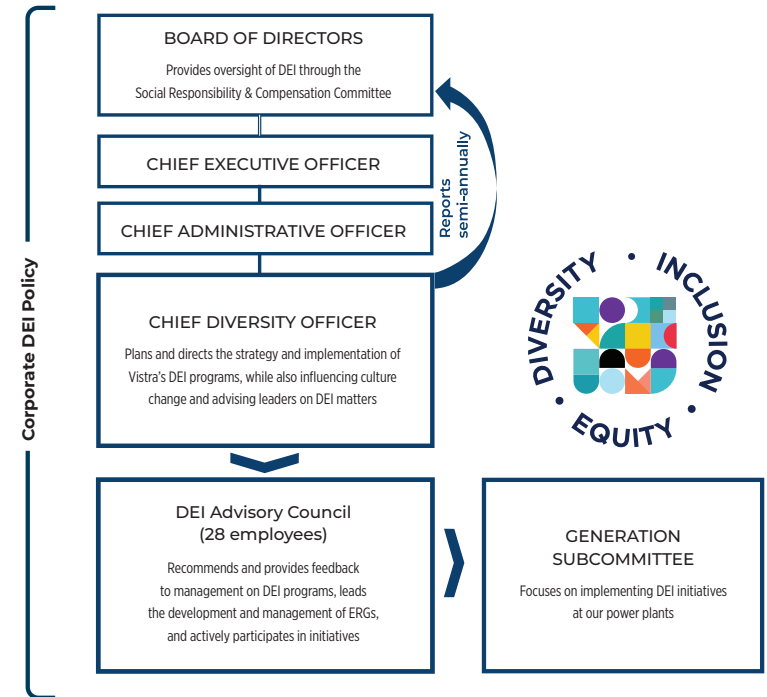 Corporate DEI Policy
BOARD OF DIRECTORS
Provides oversight of DEI through the
Social Responsibility & Compensation Committee
CHIEF EXECUTIVE OFFICER
CHIEF ADMINISTRATIVE OFFICER
Reports
semi-annually
CHIEF DIVERSITY OFFICER
Plans and directs the strategy and implementation of
Vistra's DEI programs, while also influencing culture
change and advising leaders on DEI matters
DIVERSITY • INCLUSION • EQUITY •
DEI Advisory Council
(28 employees)
Recommends and provides feedback
to management on DEI programs, leads
the development and management of ERGs,
and actively participates in initiatives
GENERATION
SUBCOMMITTEE
Focuses on implementing DEI initiatives
at our power plants